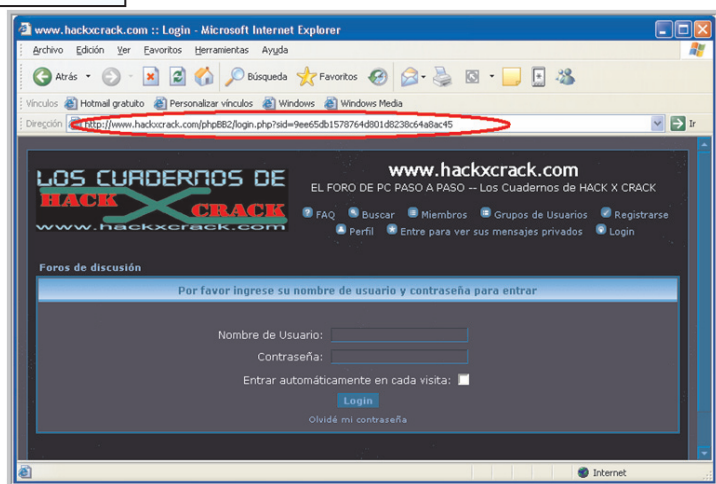 www.hackxcrack.com :: Login - Microsoft Internet Explorer
Archivo Edición Ver Favoritos Herramientas Ayuda
Atrás Búsqueda Favoritos
Vínculos Hotmail gratuito Personalizar vínculos Windows Windows Media
Dirección http://www.hackxcrack.com/phpBB2/login.php?sid=9ee65db1578764d801d8238c64a8ac45 Ir
LOS CUADERNOS DE
HACK X CRACK
www.hackxcrack.com
www.hackxcrack.com
EL FORO DE PC PASO A PASO -- Los Cuadernos de HACK X CRACK
FAQ Buscar Miembros Grupos de Usuarios Registrarse
Perfil Entre para ver sus mensajes privados Login
Foros de discusión
Por favor ingrese su nombre de usuario y contraseña para entrar
Nombre de Usuario:
Contraseña:
Entrar automáticamente en cada visita:
Login
Olvidé mi contraseña
Internet